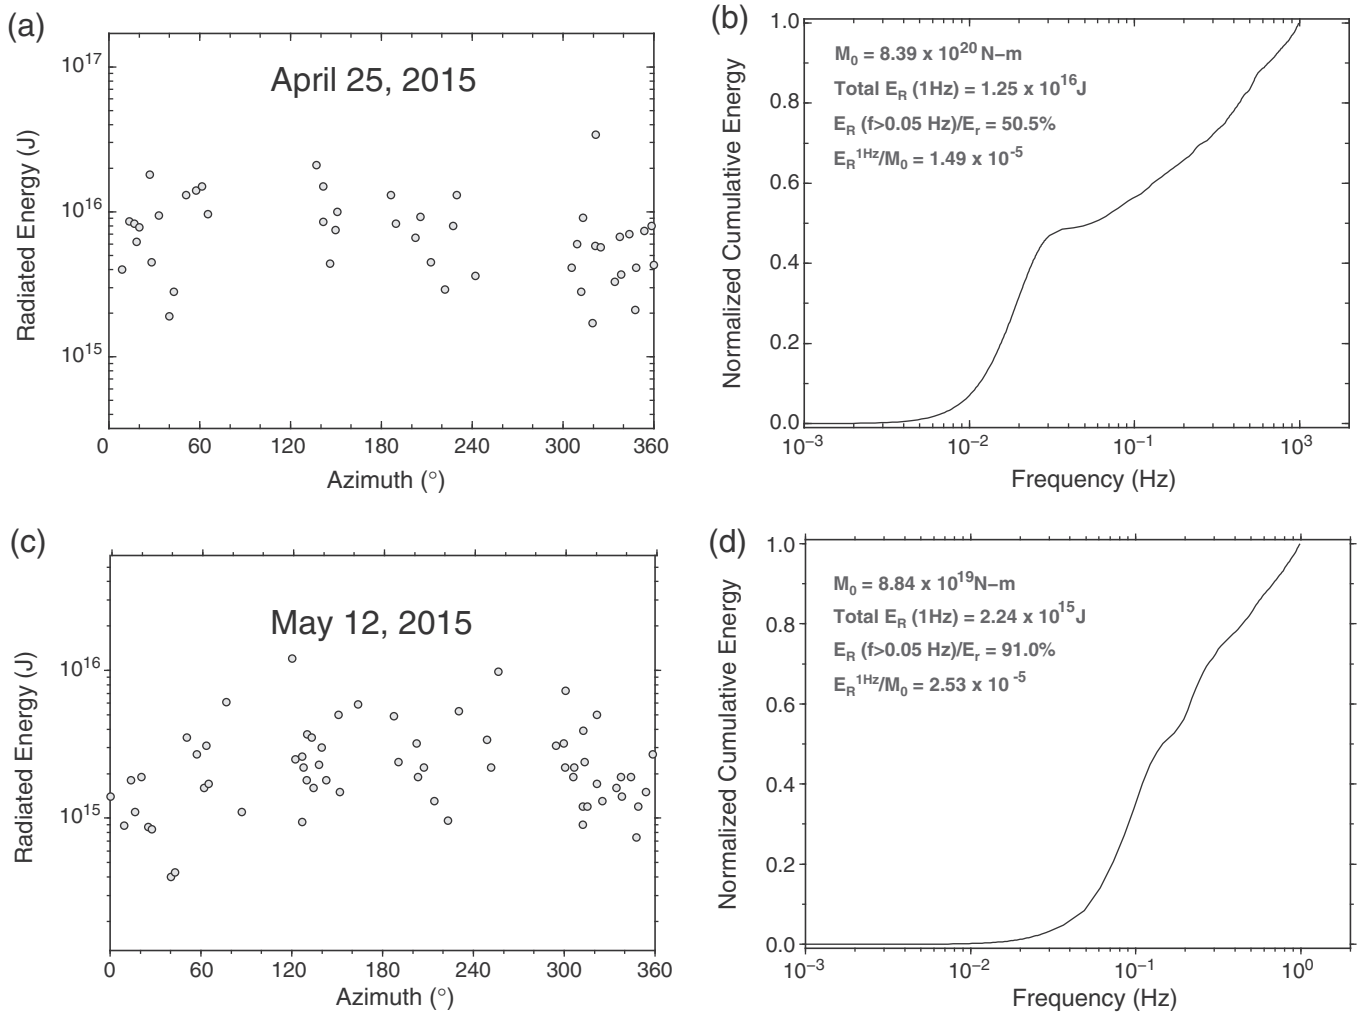 (a)
April 25, 2015
10^17
10^16
10^15
Radiated Energy (J)
0 60 120 180 240 300 360
Azimuth (°)
(b)
M0 = 8.39 x 10^20 N–m
Total ER (1Hz) = 1.25 x 10^16 J
ER (f>0.05 Hz)/Er = 50.5%
ER^1Hz/M0 = 1.49 x 10^-5
1.0
0.8
0.6
0.4
0.2
0.0
Normalized Cumulative Energy
10^−3 10^−2 10^−1 10^3
Frequency (Hz)
(c)
May 12, 2015
10^16
10^15
Radiated Energy (J)
0 60 120 180 240 300 360
Azimuth (°)
(d)
M0 = 8.84 x 10^19 N–m
Total ER (1Hz) = 2.24 x 10^15 J
ER (f>0.05 Hz)/Er = 91.0%
ER^1Hz/M0 = 2.53 x 10^-5
1.0
0.8
0.6
0.4
0.2
0.0
Normalized Cumulative Energy
10^−3 10^−2 10^−1 10^0
Frequency (Hz)